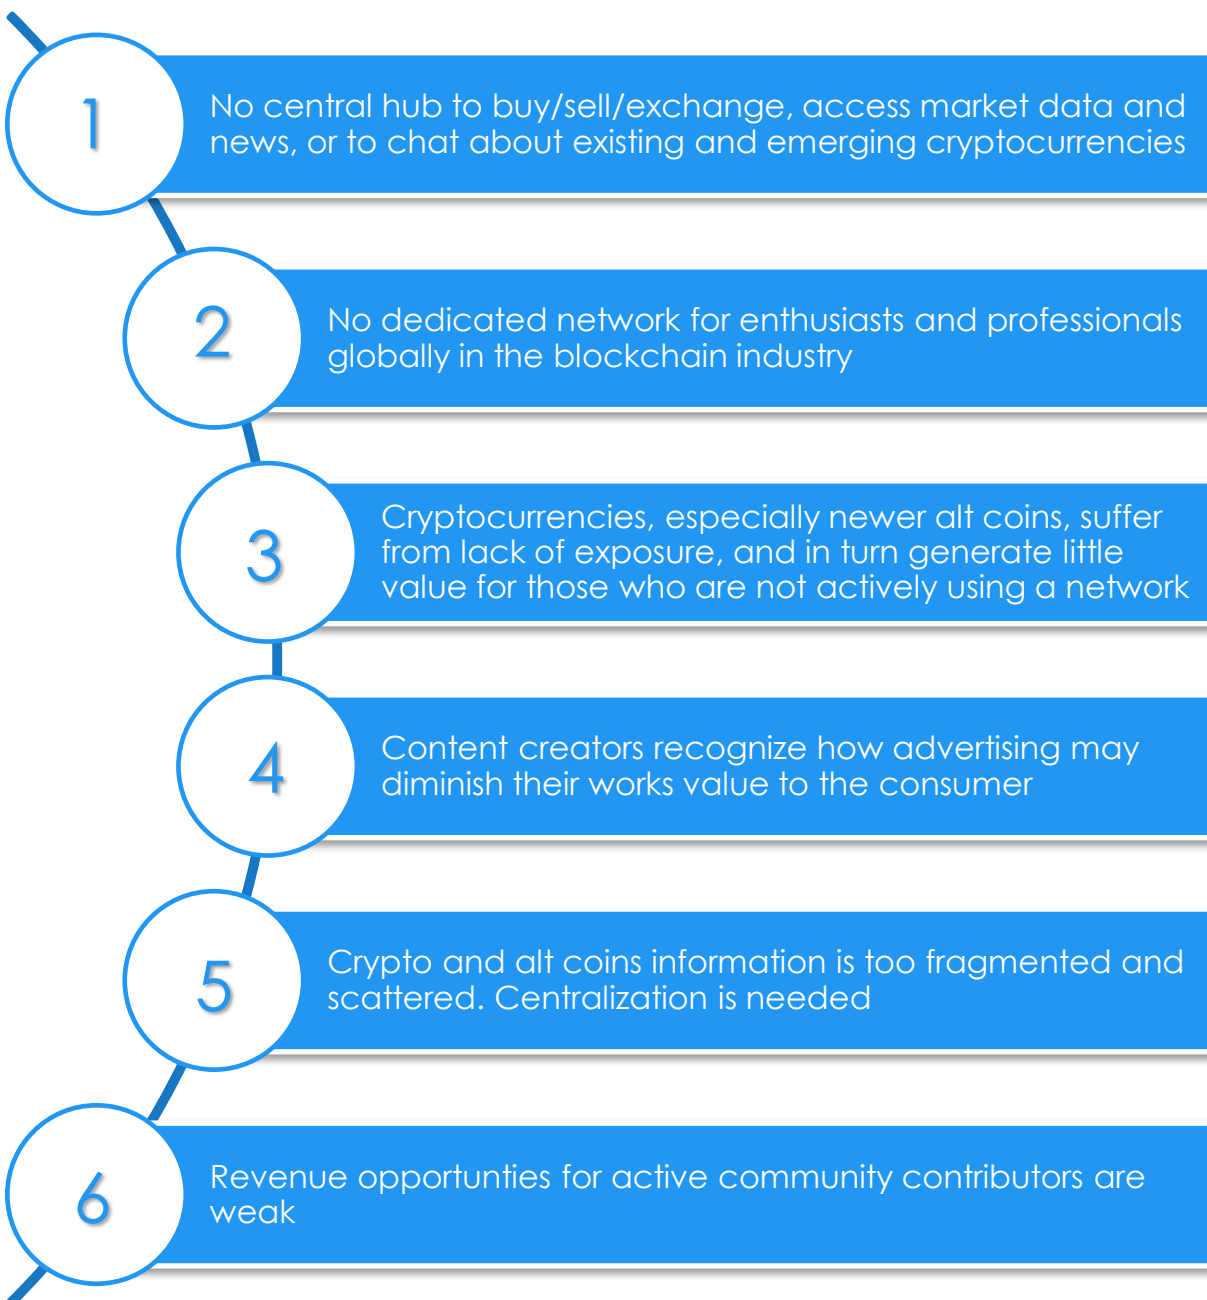 1
No central hub to buy/sell/exchange, access market data and
news, or to chat about existing and emerging cryptocurrencies
2
No dedicated network for enthusiasts and professionals
globally in the blockchain industry
3
Cryptocurrencies, especially newer alt coins, suffer
from lack of exposure, and in turn generate little
value for those who are not actively using a network
4
Content creators recognize how advertising may
diminish their works value to the consumer
5
Crypto and alt coins information is too fragmented and
scattered. Centralization is needed
6
Revenue opportunties for active community contributors are
weak